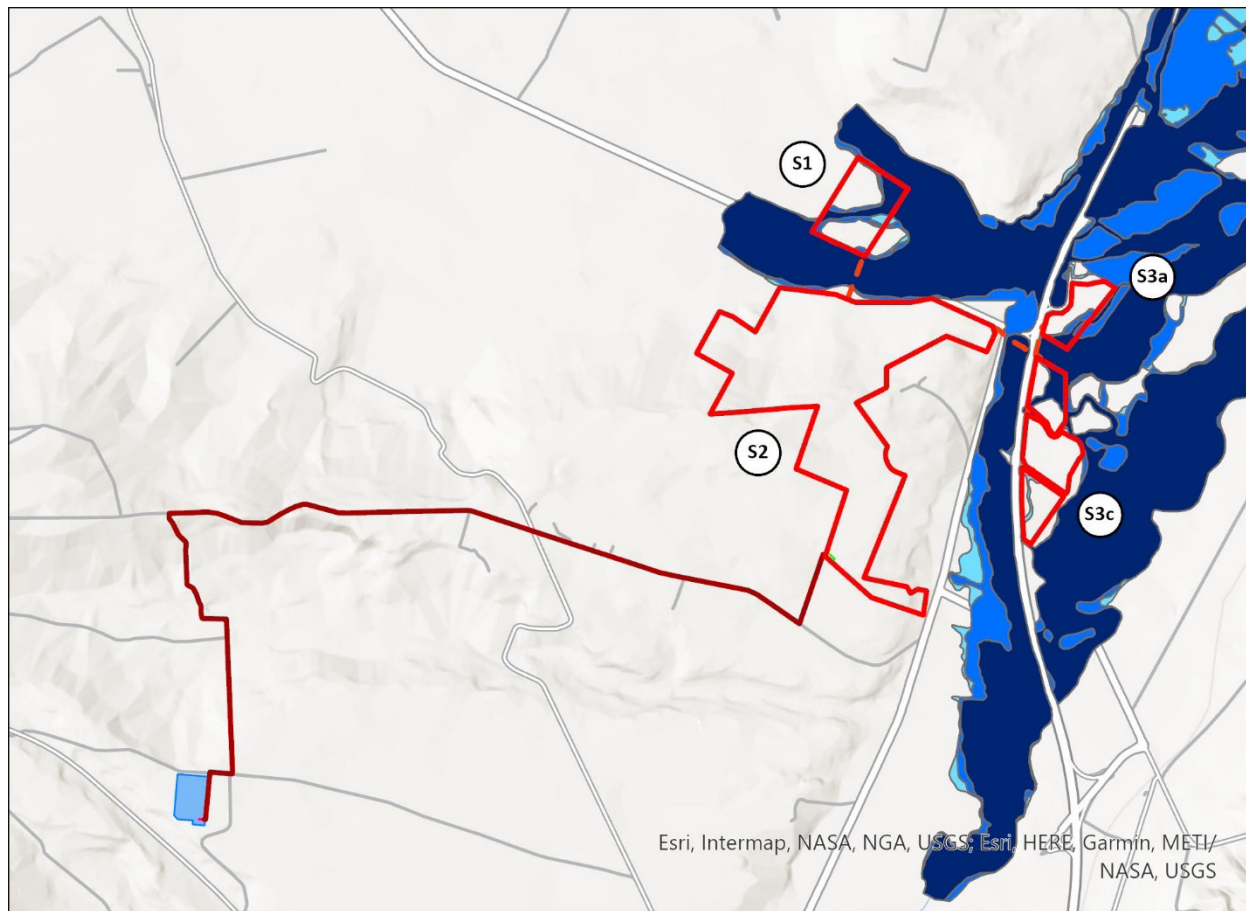 S1
S3a
S2
S3c
Esri, Intermap, NASA, NGA, USGS; Esri, HERE, Garmin, METI/
NASA, USGS